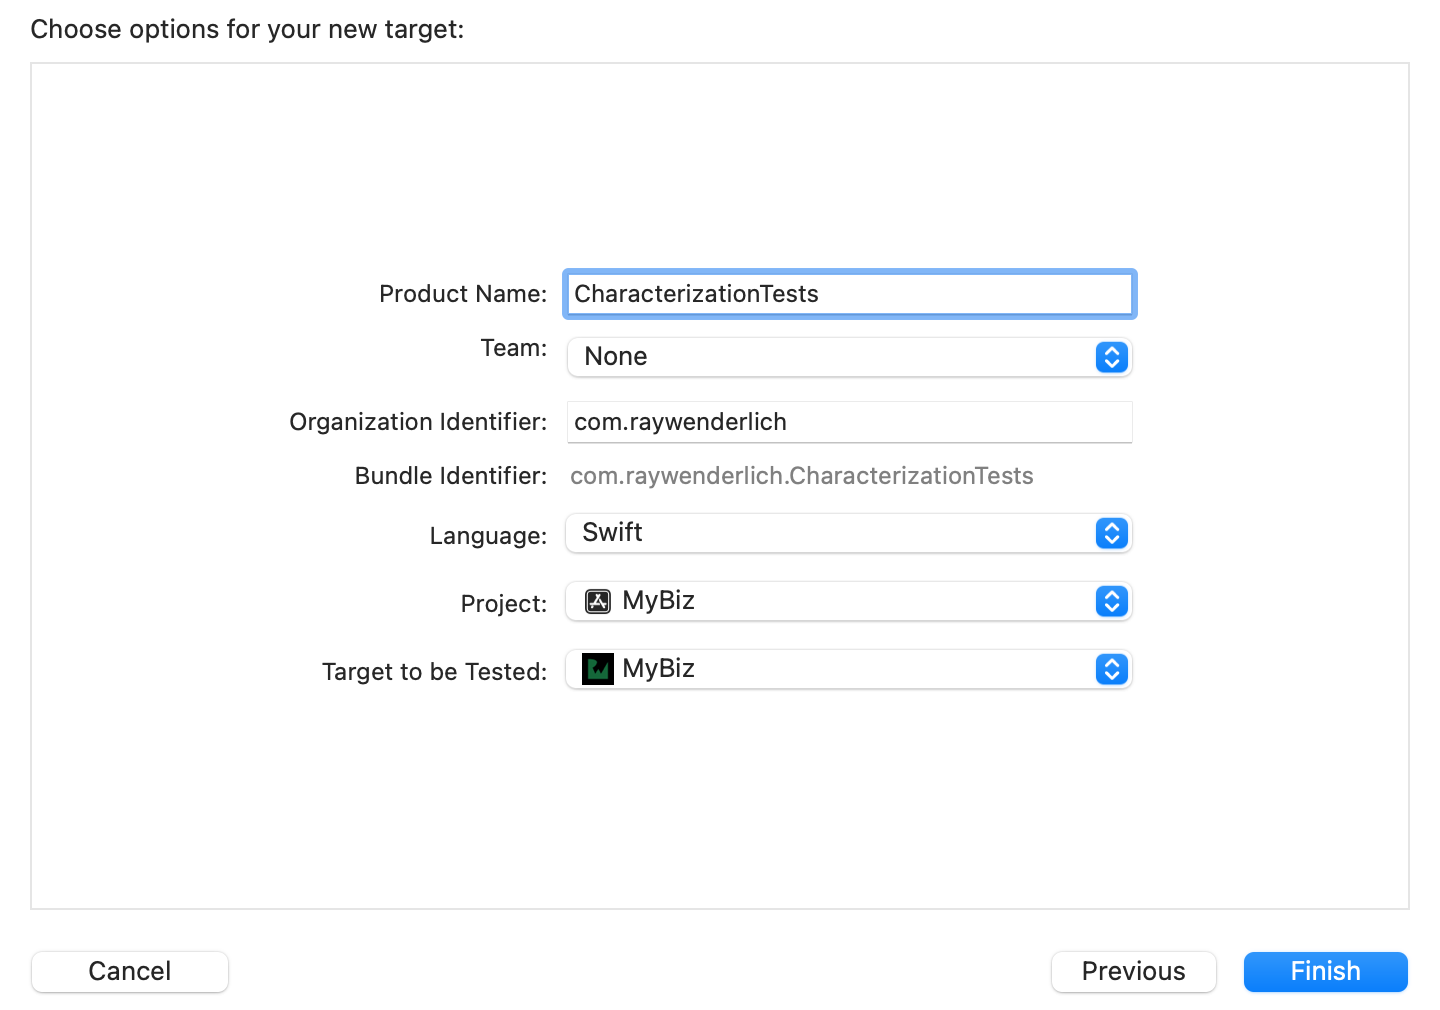 Choose options for your new target:
Product Name: CharacterizationTests
Team: None
Organization Identifier: com.raywenderlich
Bundle Identifier: com.raywenderlich.CharacterizationTests
Language: Swift
Project: MyBiz
Target to be Tested: MyBiz
Cancel Previous Finish